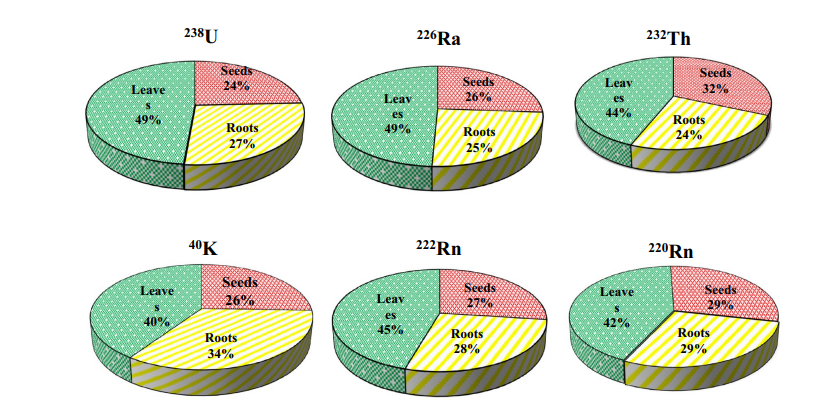 ²³⁸U
Seeds
24%
Leave
s
49%
Roots
27%
²²⁶Ra
Seeds
26%
Leav
es
49%
Roots
25%
²³²Th
Seeds
32%
Leav
es
44%
Roots
24%
⁴⁰K
Seeds
26%
Leave
s
40%
Roots
34%
²²²Rn
Seeds
27%
Leav
es
45%
Roots
28%
²²⁰Rn
Seeds
29%
Leave
s
42%
Roots
29%